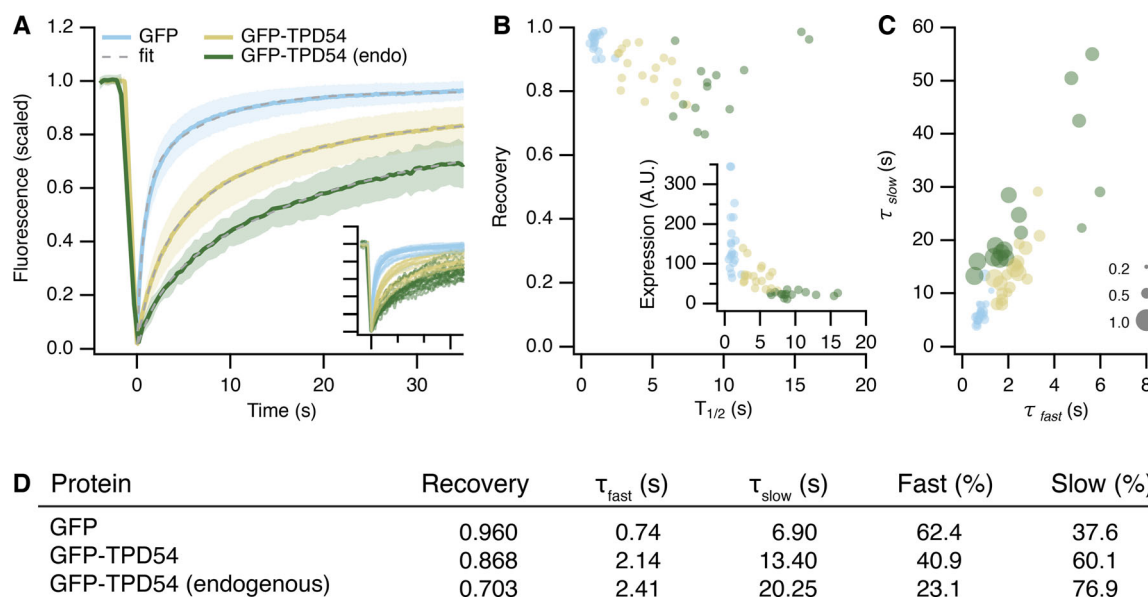 A
1.2
1.0
0.8
0.6
0.4
0.2
0.0
Fluorescence (scaled)
GFP
fit
GFP-TPD54
GFP-TPD54 (endo)
0 10 20 30
Time (s)
B
1.0
0.8
0.6
0.4
0.2
0.0
Recovery
0 5 10 15 20
T1/2 (s)
Expression (A.U.)
300
200
100
0
0 5 10 15 20
C
60
50
40
30
20
10
0
τ slow (s)
0 2 4 6 8
τ fast (s)
0.2
0.5
1.0
D Protein Recovery τfast (s) τslow (s) Fast (%) Slow (%)
GFP 0.960 0.74 6.90 62.4 37.6
GFP-TPD54 0.868 2.14 13.40 40.9 60.1
GFP-TPD54 (endogenous) 0.703 2.41 20.25 23.1 76.9